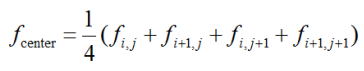 f_center = 1/4 (f_{i,j} + f_{i+1,j} + f_{i,j+1} + f_{i+1,j+1})